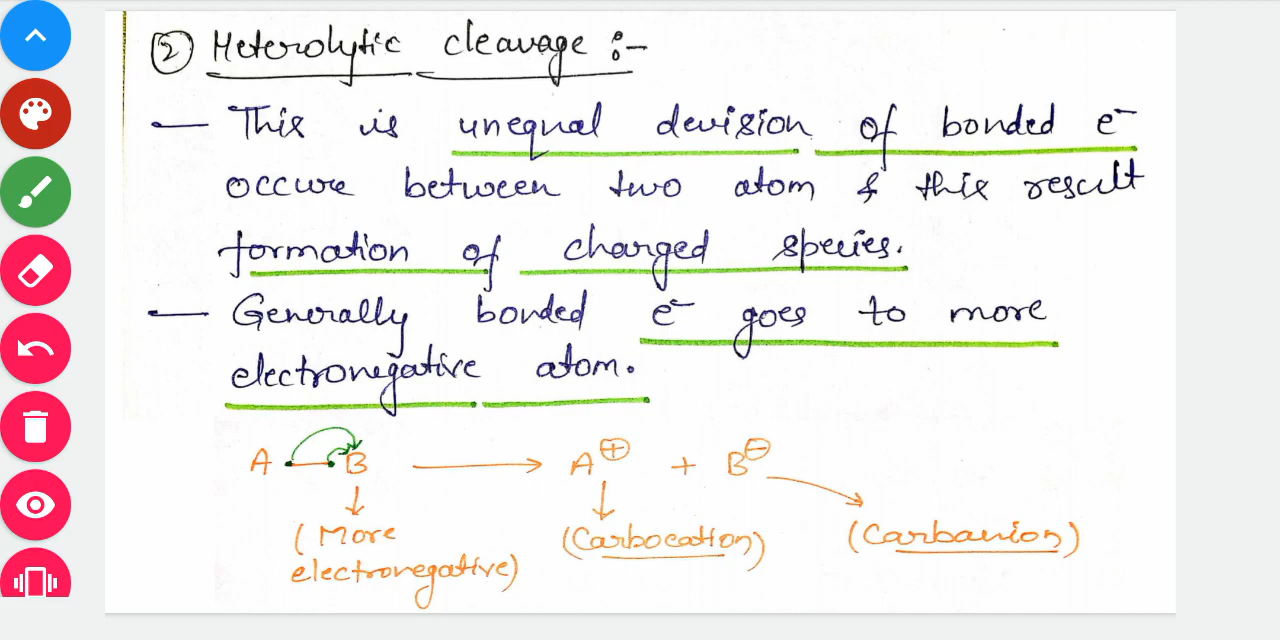 ② Heterolytic cleavage :-
— This is unequal devision of bonded e⁻
occure between two atom & this result
formation of charged species.
— Generally bonded e⁻ goes to more
electronegative atom.
A — B ⟶ A⊕ + B⊖
(More
electronegative)
(Carbocation)
(Carbanion)